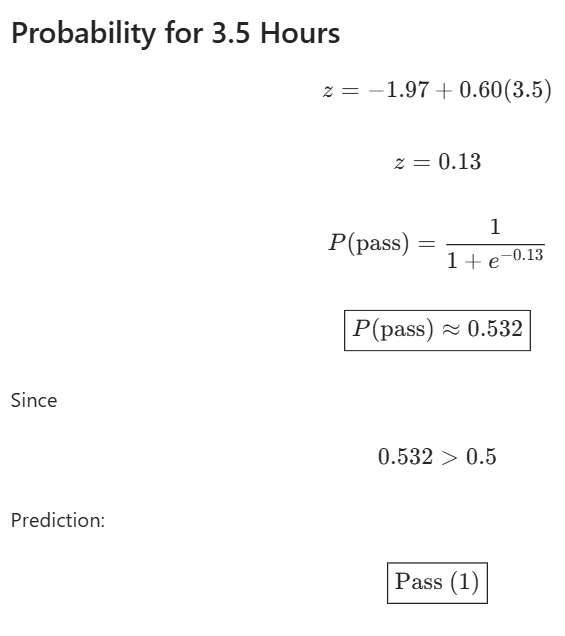 Probability for 3.5 Hours
z = −1.97 + 0.60(3.5)
z = 0.13
P(pass) = 1 / (1 + e^−0.13)
P(pass) ≈ 0.532
Since
0.532 > 0.5
Prediction:
Pass (1)